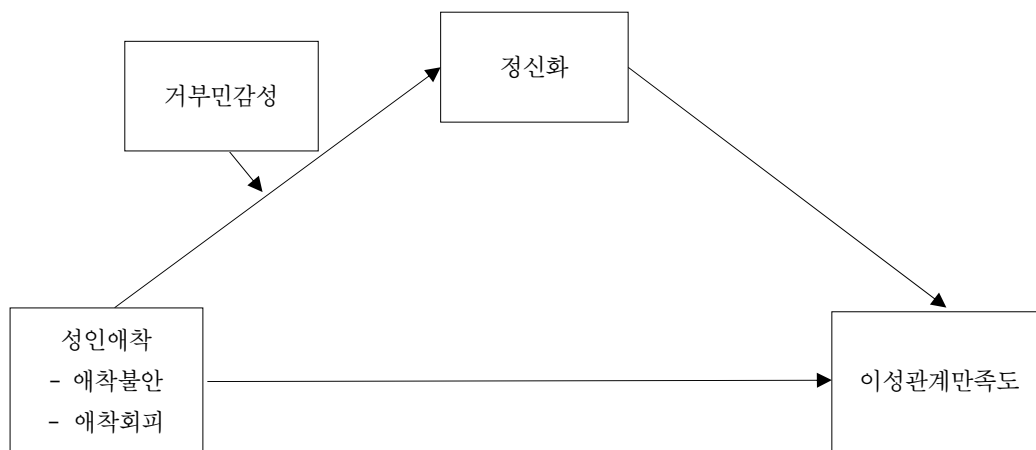 정신화
거부민감성
성인애착
- 애착불안
- 애착회피
이성관계만족도